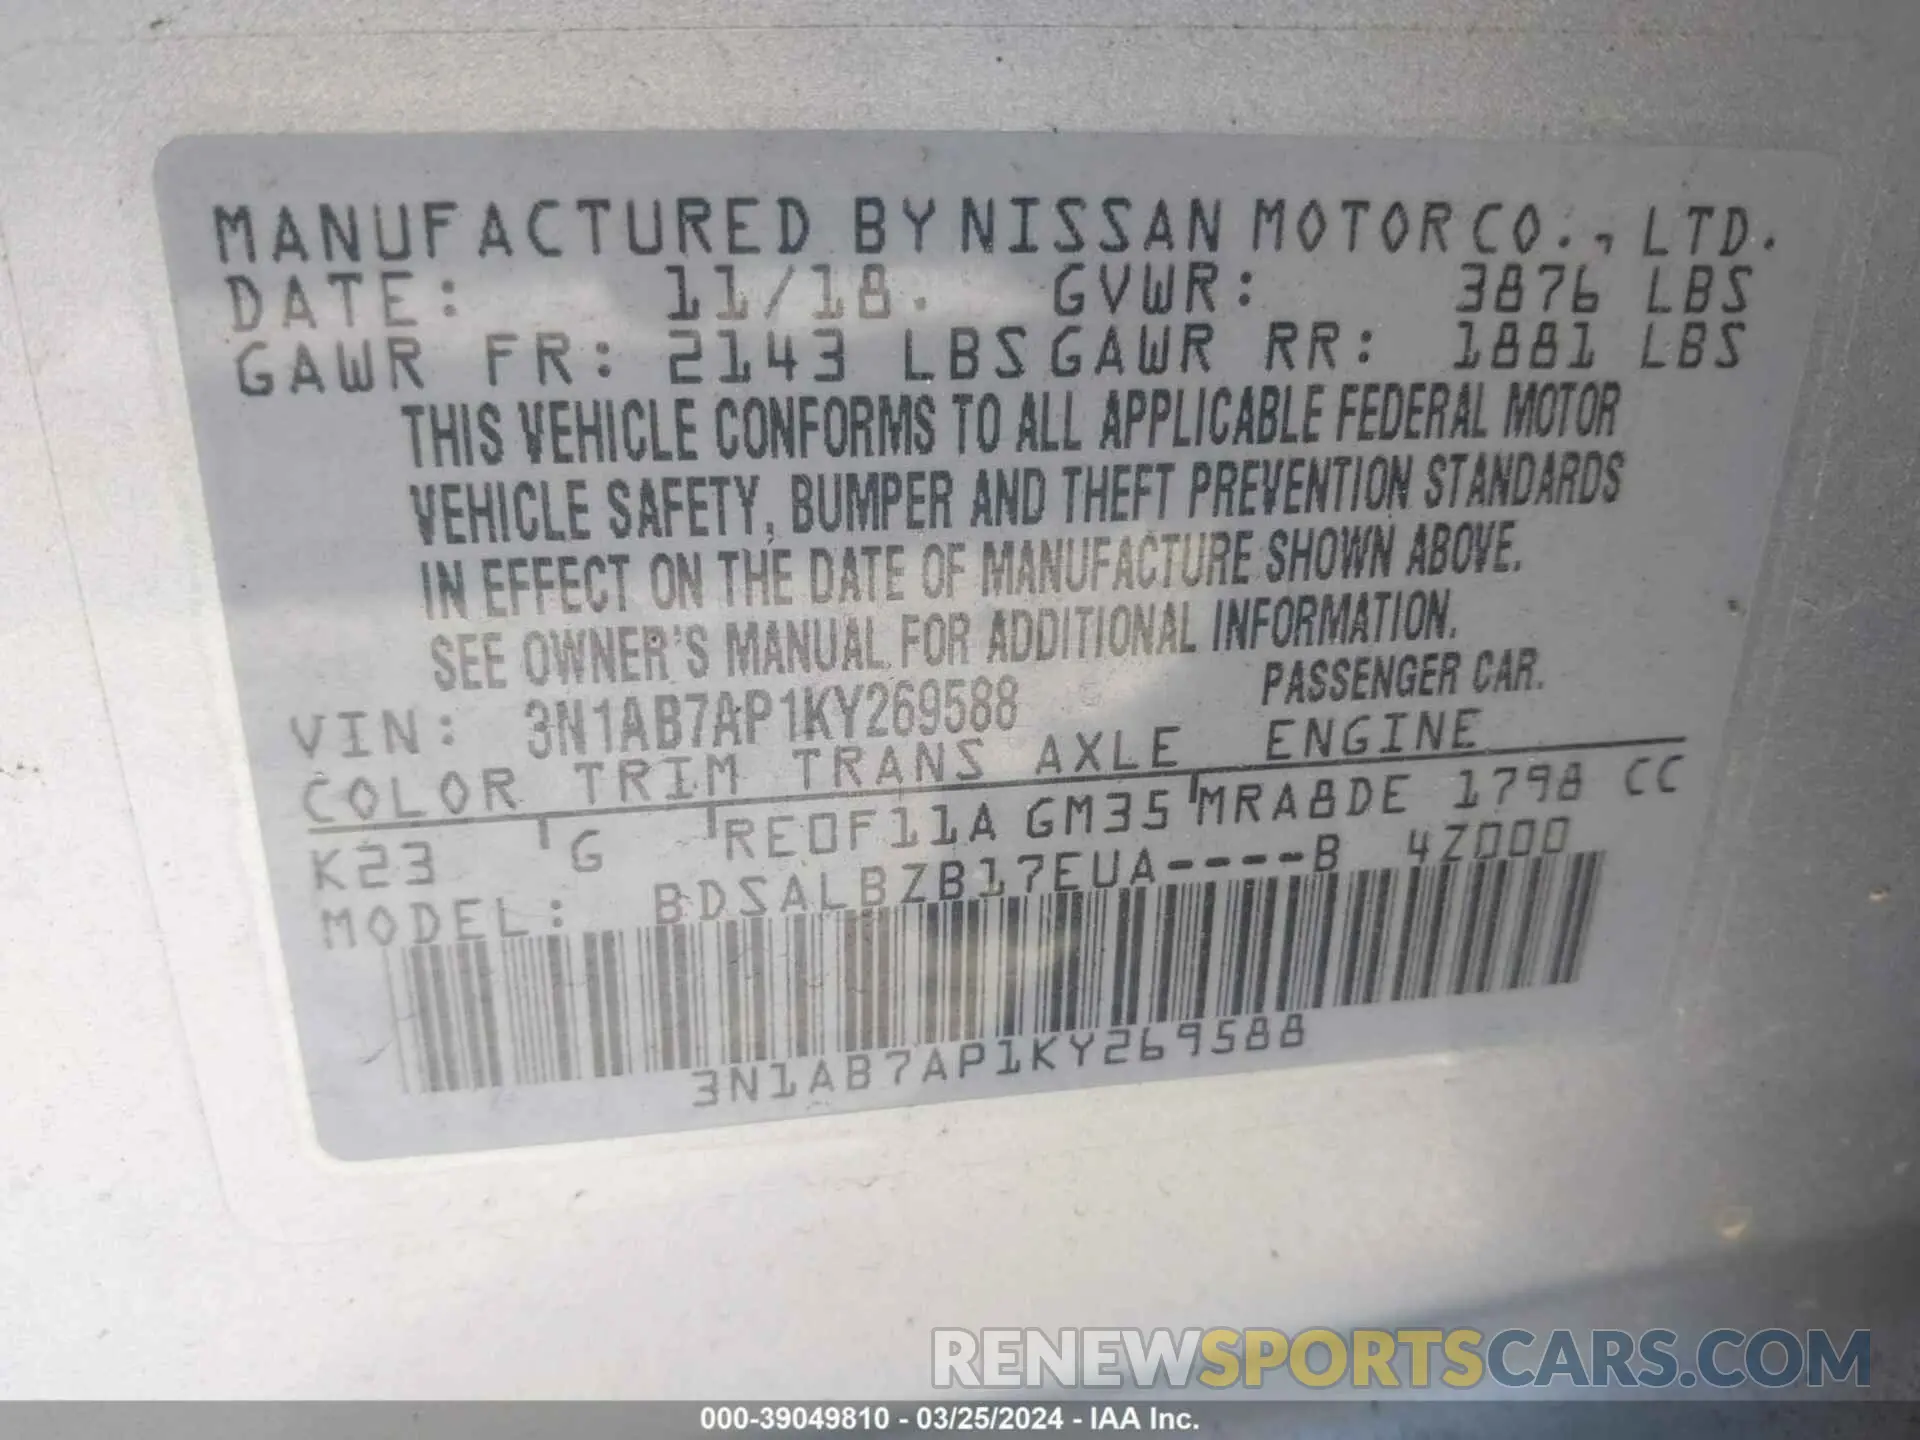 MANUFACTURED BY NISSAN MOTOR CO., LTD.
DATE: 11/18. GVWR: 3876 LBS
GAWR FR: 2143 LBS GAWR RR: 1881 LBS
THIS VEHICLE CONFORMS TO ALL APPLICABLE FEDERAL MOTOR
VEHICLE SAFETY, BUMPER AND THEFT PREVENTION STANDARDS
IN EFFECT ON THE DATE OF MANUFACTURE SHOWN ABOVE.
SEE OWNER'S MANUAL FOR ADDITIONAL INFORMATION.
VIN: 3N1AB7AP1KY269588 PASSENGER CAR.
COLOR TRIM TRANS AXLE ENGINE
K23 G RE0F11A GM35 MRA8DE 1798 CC
MODEL: BDSALBZB17EUA----B 4Z000
3N1AB7AP1KY269588
RENEWSPORTSCARS.COM
000-39049810 - 03/25/2024 - IAA Inc.